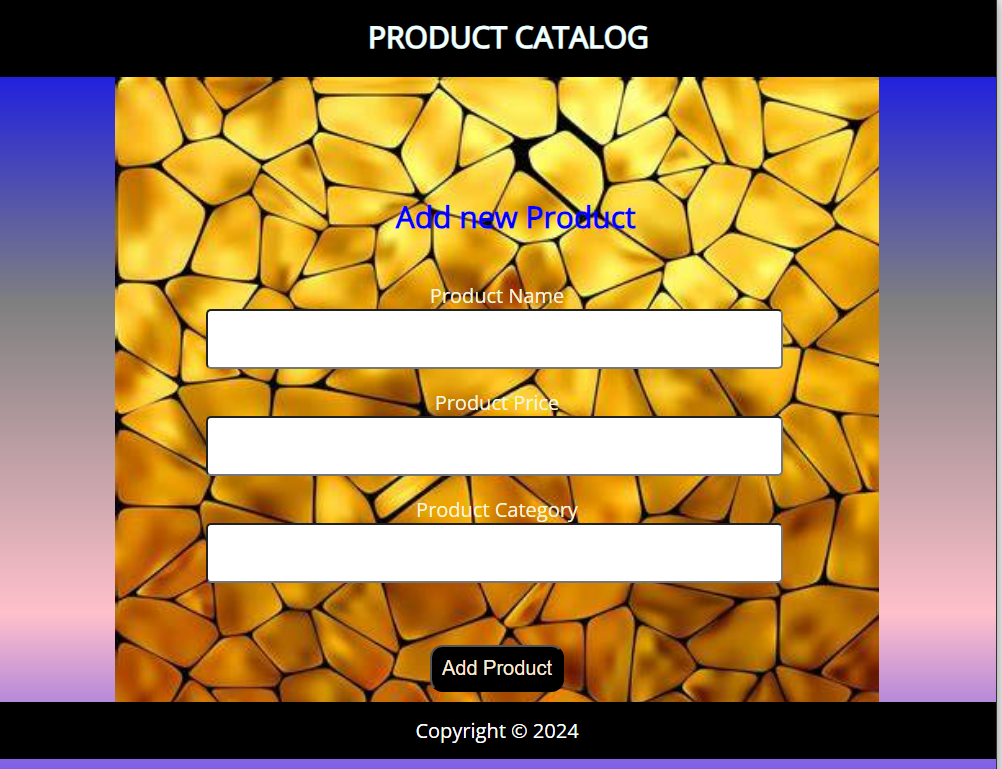 PRODUCT CATALOG
Add new Product
Product Name
Product Price
Product Category
Add Product
Copyright © 2024